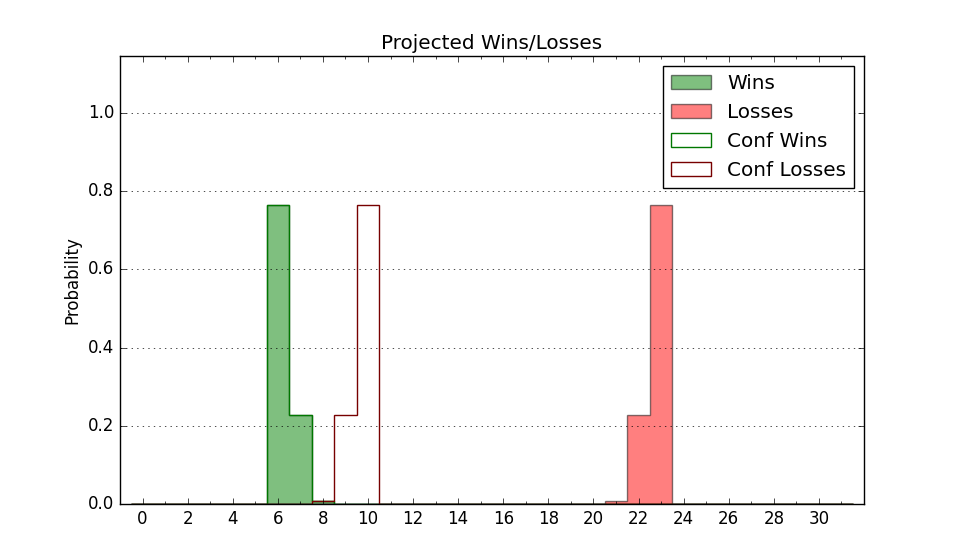 Projected Wins/Losses
Wins
Losses
Conf Wins
Conf Losses
Probability
1.0
0.8
0.6
0.4
0.2
0.0
0 2 4 6 8 10 12 14 16 18 20 22 24 26 28 30